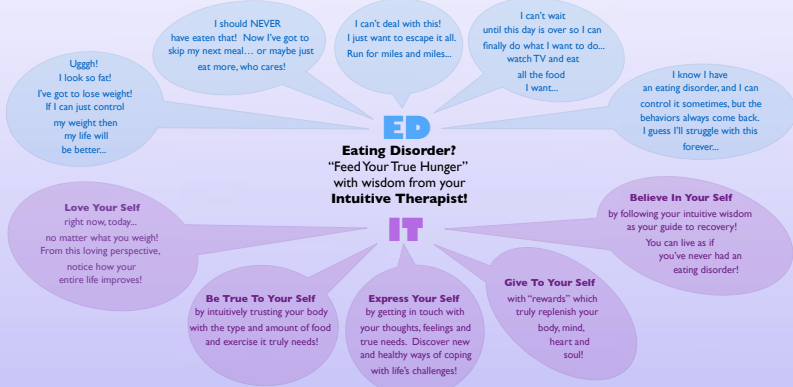 Ugggh!
I look so fat!
I've got to lose weight!
If I can just control
my weight then
my life will
be better...
I should NEVER
have eaten that! Now I've got to
skip my next meal… or maybe just
eat more, who cares!
I can't deal with this!
I just want to escape it all.
Run for miles and miles...
I can't wait
until this day is over so I can
finally do what I want to do...
watch TV and eat
all the food
I want...
I know I have
an eating disorder, and I can
control it sometimes, but the
behaviors always come back.
I guess I'll struggle with this
forever...
ED
Eating Disorder?
“Feed Your True Hunger”
with wisdom from your
Intuitive Therapist!
IT
Love Your Self
right now, today...
no matter what you weigh!
From this loving perspective,
notice how your
entire life improves!
Be True To Your Self
by intuitively trusting your body
with the type and amount of food
and exercise it truly needs!
Express Your Self
by getting in touch with
your thoughts, feelings and
true needs. Discover new
and healthy ways of coping
with life's challenges!
Give To Your Self
with “rewards” which
truly replenish your
body, mind,
heart and
soul!
Believe In Your Self
by following your intuitive wisdom
as your guide to recovery!
You can live as if
you've never had an
eating disorder!